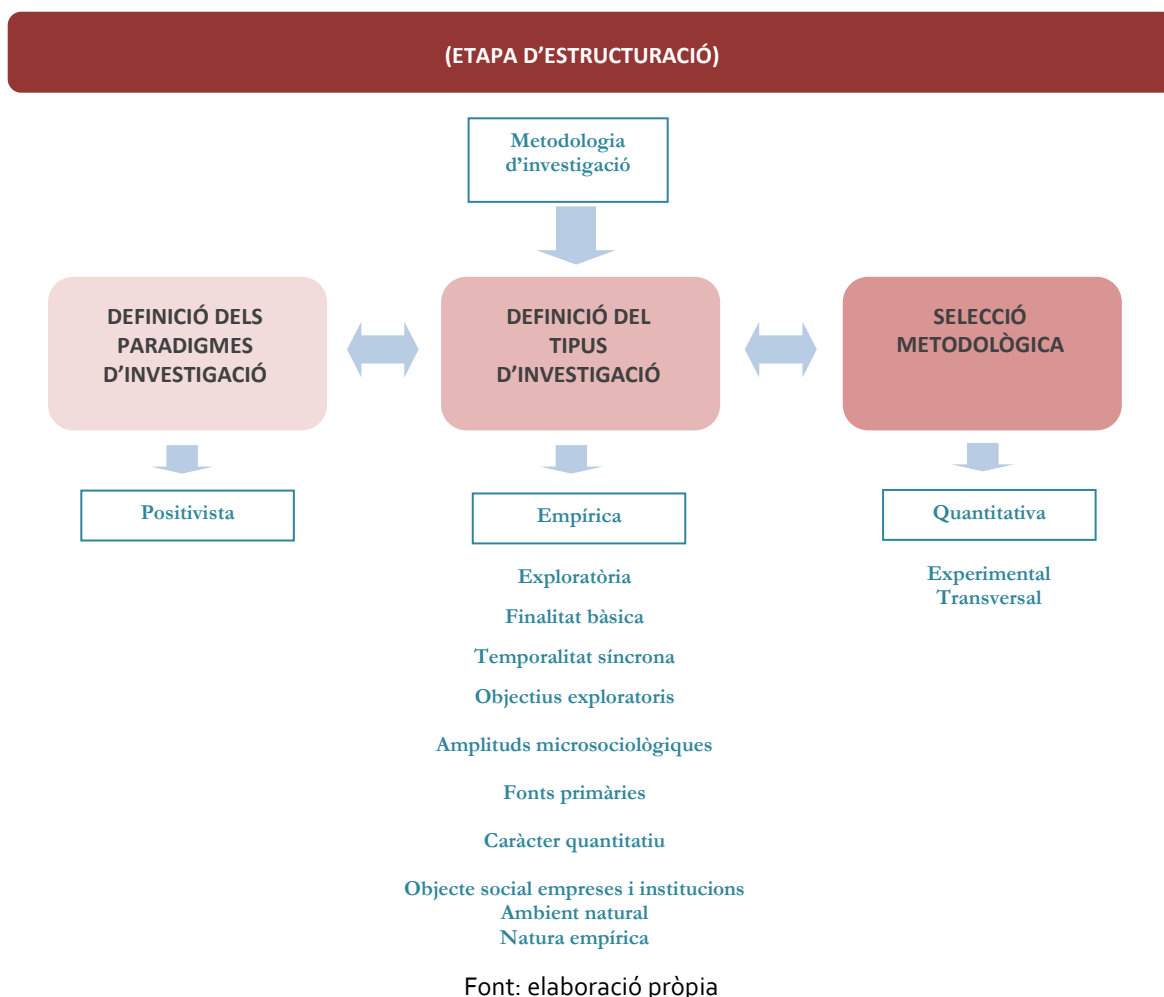 (ETAPA D’ESTRUCTURACIÓ)
Metodologia
d’investigació
DEFINICIÓ DELS
PARADIGMES
D’INVESTIGACIÓ
DEFINICIÓ DEL
TIPUS
D’INVESTIGACIÓ
SELECCIÓ
METODOLÒGICA
Positivista
Empírica
Quantitativa
Exploratòria
Finalitat bàsica
Temporalitat síncrona
Objectius exploratoris
Amplituds microsociològiques
Fonts primàries
Caràcter quantitatiu
Objecte social empreses i institucions
Ambient natural
Natura empírica
Experimental
Transversal
Font: elaboració pròpia